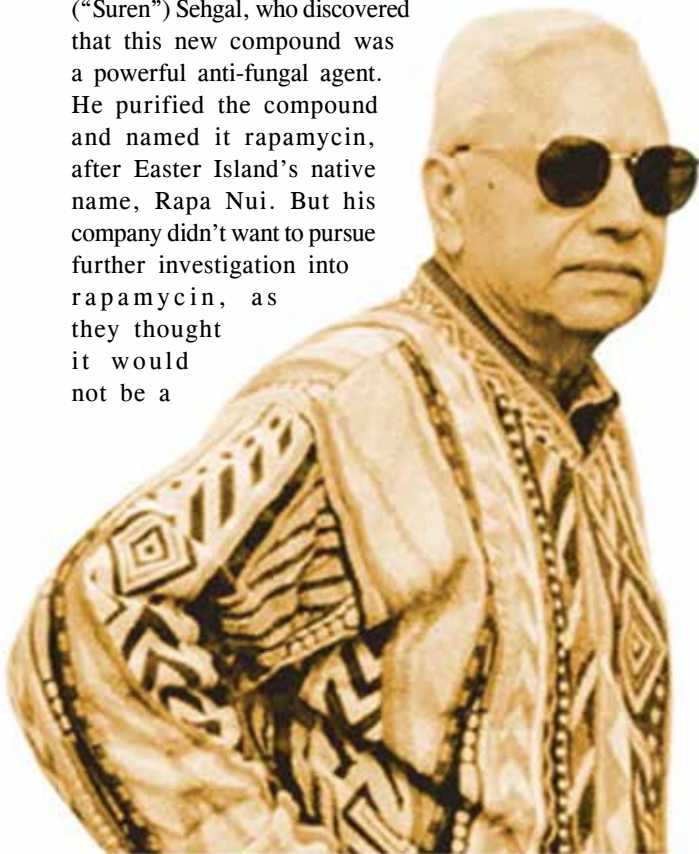 (“Suren”) Sehgal, who discovered
that this new compound was
a powerful anti-fungal agent.
He purified the compound
and named it rapamycin,
after Easter Island’s native
name, Rapa Nui. But his
company didn’t want to pursue
further investigation into
rapamycin, as
they thought
it would
not be a